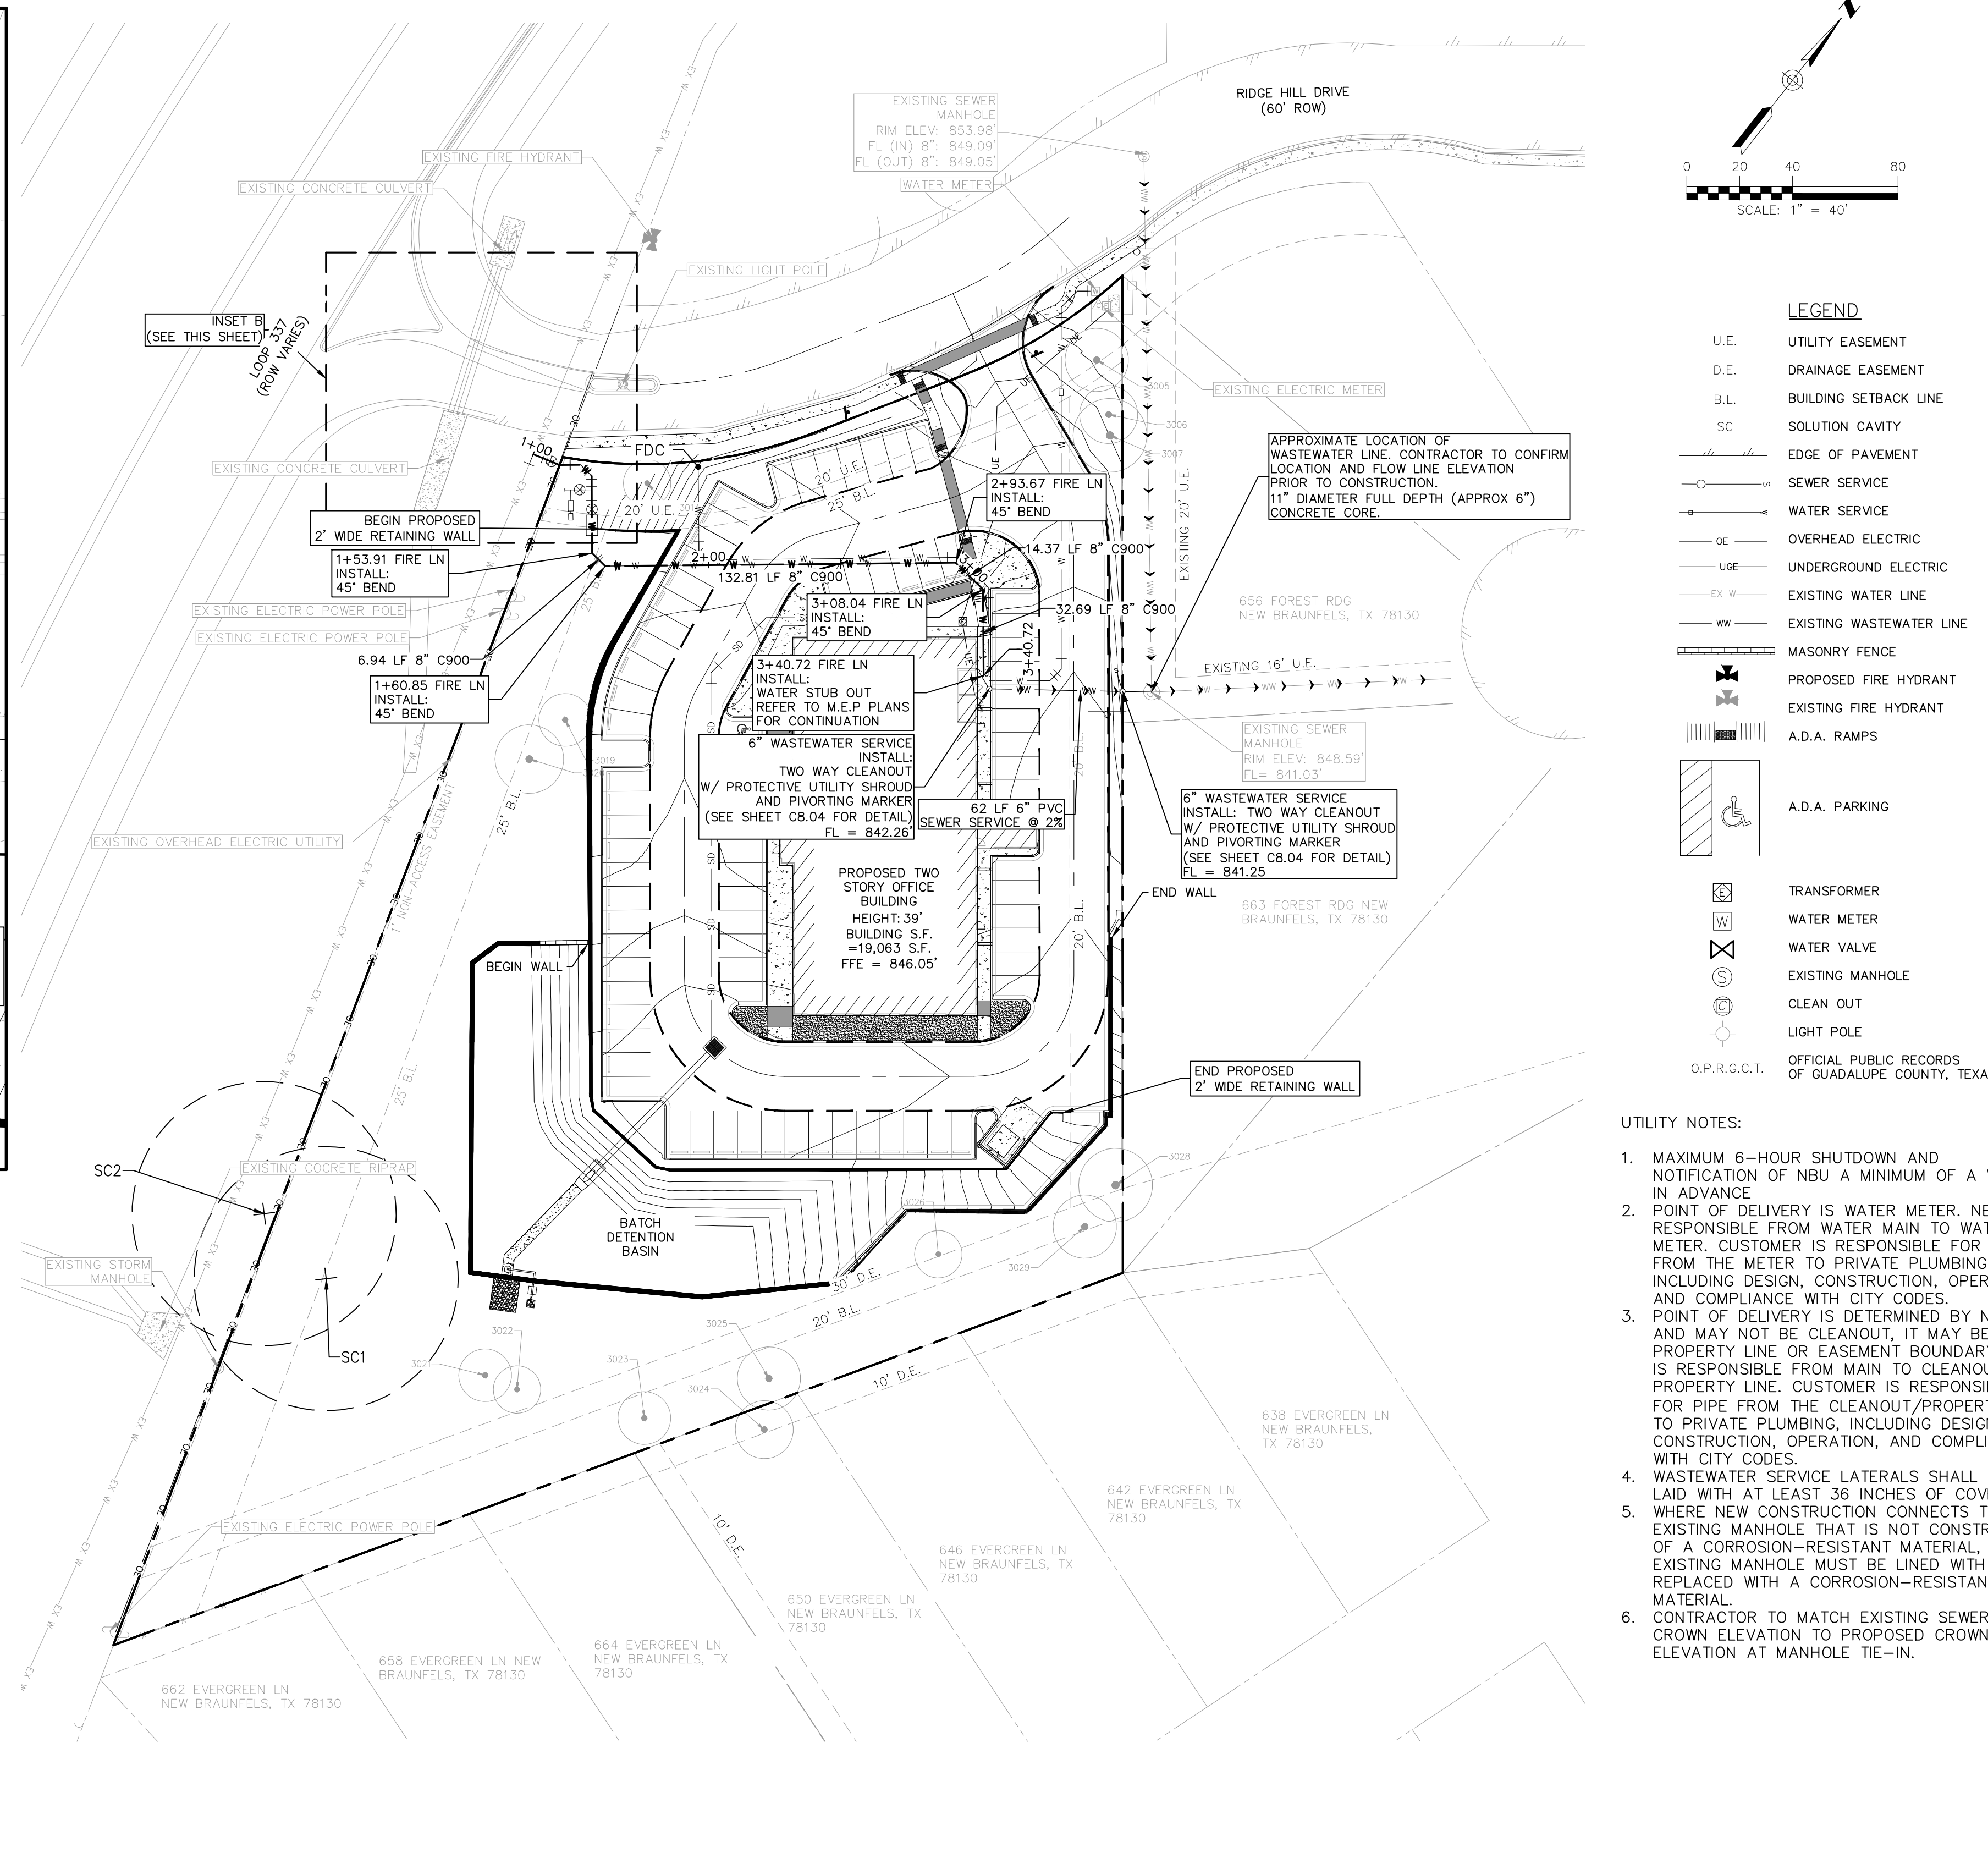 RIDGE HILL DRIVE
(60' ROW)
EXISTING SEWER
MANHOLE
RIM ELEV: 853.98'
FL (IN) 8": 849.09'
FL (OUT) 8": 849.05'
WATER METER
EXISTING FIRE HYDRANT
EXISTING CONCRETE CULVERT
EXISTING LIGHT POLE
INSET B
(SEE THIS SHEET)
LOOP 337
(ROW VARIES)
EXISTING ELECTRIC METER
3005
3006
3007
EXISTING CONCRETE CULVERT
1+00
FDC
20' U.E.
25' B.L.
20' U.E.
UE
EXISTING 20' U.E.
APPROXIMATE LOCATION OF
WASTEWATER LINE. CONTRACTOR TO CONFIRM
LOCATION AND FLOW LINE ELEVATION
PRIOR TO CONSTRUCTION.
11" DIAMETER FULL DEPTH (APPROX 6")
CONCRETE CORE.
2+93.67 FIRE LN
INSTALL:
45° BEND
BEGIN PROPOSED
2' WIDE RETAINING WALL
1+53.91 FIRE LN
INSTALL:
45° BEND
2+00
132.81 LF 8" C900
14.37 LF 8" C900
3+00
3+08.04 FIRE LN
INSTALL:
45° BEND
32.69 LF 8" C900
3+40.72
EXISTING ELECTRIC POWER POLE
EXISTING ELECTRIC POWER POLE
6.94 LF 8" C900
1+60.85 FIRE LN
INSTALL:
45° BEND
3+40.72 FIRE LN
INSTALL:
WATER STUB OUT
REFER TO M.E.P PLANS
FOR CONTINUATION
656 FOREST RDG
NEW BRAUNFELS, TX 78130
EXISTING 16' U.E.
EXISTING SEWER
MANHOLE
RIM ELEV: 848.59'
FL= 841.03'
6" WASTEWATER SERVICE
INSTALL:
TWO WAY CLEANOUT
W/ PROTECTIVE UTILITY SHROUD
AND PIVORTING MARKER
(SEE SHEET C8.04 FOR DETAIL)
FL = 842.26'
62 LF 6" PVC
SEWER SERVICE @ 2%
6" WASTEWATER SERVICE
INSTALL: TWO WAY CLEANOUT
W/ PROTECTIVE UTILITY SHROUD
AND PIVORTING MARKER
(SEE SHEET C8.04 FOR DETAIL)
FL = 841.25
3019
20' B.L.
25' B.L.
EXISTING OVERHEAD ELECTRIC UTILITY
1' NON-ACCESS EASEMENT
PROPOSED TWO
STORY OFFICE
BUILDING
HEIGHT: 39'
BUILDING S.F.
=19,063 S.F.
FFE = 846.05'
END WALL
663 FOREST RDG NEW
BRAUNFELS, TX 78130
20' B.L.
BEGIN WALL
25' B.L.
END PROPOSED
2' WIDE RETAINING WALL
SC2
EXISTING COCRETE RIPRAP
3028
3026
3029
BATCH
DETENTION
BASIN
EXISTING STORM
MANHOLE
30' D.E.
20' B.L.
SC1
3021
3022
3023
3025
3024
10' D.E.
638 EVERGREEN LN
NEW BRAUNFELS,
TX 78130
642 EVERGREEN LN
NEW BRAUNFELS, TX
78130
EXISTING ELECTRIC POWER POLE
10' D.E.
646 EVERGREEN LN
NEW BRAUNFELS, TX
78130
650 EVERGREEN LN
NEW BRAUNFELS, TX
78130
664 EVERGREEN LN
NEW BRAUNFELS, TX
78130
658 EVERGREEN LN NEW
BRAUNFELS, TX 78130
662 EVERGREEN LN
NEW BRAUNFELS, TX 78130
N
0 20 40 80
SCALE: 1" = 40'
LEGEND
U.E. UTILITY EASEMENT
D.E. DRAINAGE EASEMENT
B.L. BUILDING SETBACK LINE
SC SOLUTION CAVITY
EDGE OF PAVEMENT
S SEWER SERVICE
WATER SERVICE
OE OVERHEAD ELECTRIC
UGE UNDERGROUND ELECTRIC
EX W EXISTING WATER LINE
WW EXISTING WASTEWATER LINE
MASONRY FENCE
PROPOSED FIRE HYDRANT
EXISTING FIRE HYDRANT
A.D.A. RAMPS
A.D.A. PARKING
E TRANSFORMER
W WATER METER
WATER VALVE
S EXISTING MANHOLE
C CLEAN OUT
LIGHT POLE
O.P.R.G.C.T. OFFICIAL PUBLIC RECORDS
OF GUADALUPE COUNTY, TEXA
UTILITY NOTES:
1. MAXIMUM 6-HOUR SHUTDOWN AND
NOTIFICATION OF NBU A MINIMUM OF A
IN ADVANCE
2. POINT OF DELIVERY IS WATER METER.
RESPONSIBLE FROM WATER MAIN TO
METER. CUSTOMER IS RESPONSIBLE FOR
FROM THE METER TO PRIVATE PLUMBING
INCLUDING DESIGN, CONSTRUCTION,
AND COMPLIANCE WITH CITY CODES.
3. POINT OF DELIVERY IS DETERMINED BY
AND MAY NOT BE CLEANOUT, IT MAY BE
PROPERTY LINE OR EASEMENT
IS RESPONSIBLE FROM MAIN TO
PROPERTY LINE. CUSTOMER IS
FOR PIPE FROM THE
TO PRIVATE PLUMBING, INCLUDING
CONSTRUCTION, OPERATION, AND
WITH CITY CODES.
4. WASTEWATER SERVICE LATERALS SHALL
LAID WITH AT LEAST 36 INCHES OF
5. WHERE NEW CONSTRUCTION CONNECTS
EXISTING MANHOLE THAT IS NOT
OF A CORROSION-RESISTANT MATERIAL,
EXISTING MANHOLE MUST BE LINED WITH
REPLACED WITH A
MATERIAL.
6. CONTRACTOR TO MATCH EXISTING SEWER
CROWN ELEVATION TO PROPOSED CROWN
ELEVATION AT MANHOLE TIE-IN.